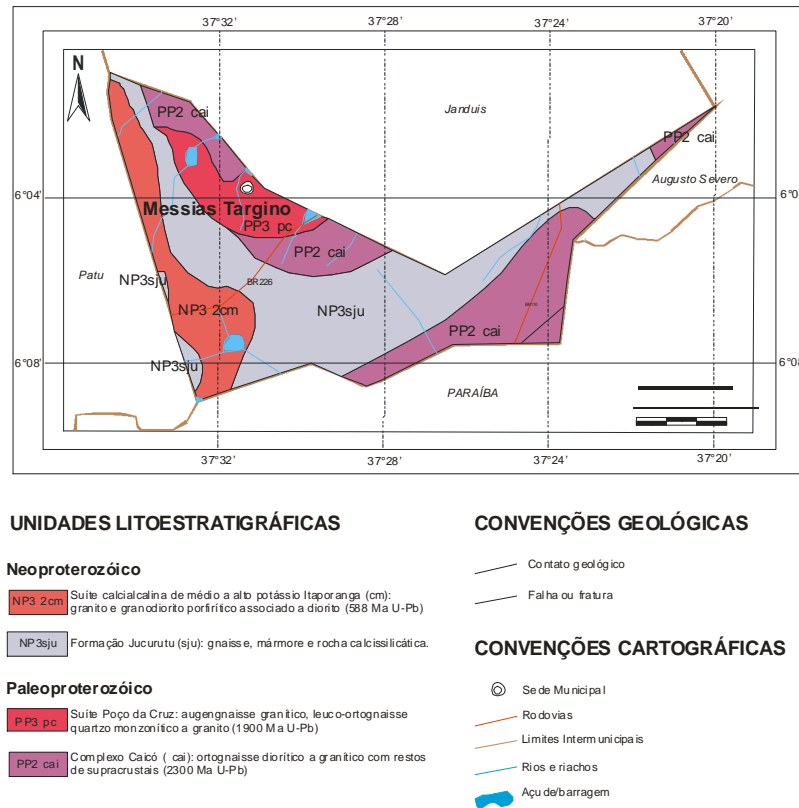 37°32' 37°28' 37°24' 37°20'
N
Janduis
PP2 cai
PP2 cai
Augusto Severo
6°04' 6°0
Messias Targino
PP3 pc
PP2 cai
Patu
NP3sju
BR226
NP3 2cm
NP3sju
PP2 cai
NP3sju
6°08' 6°08
PARAÍBA
37°32' 37°28' 37°24' 37°20'
UNIDADES LITOESTRATIGRÁFICAS
Neoproterozóico
NP3 2cm Suíte calcialcalina de médio a alto potássio Itaporanga (cm):
granito e granodiorito porfirítico associado a diorito (588 Ma U-Pb)
NP3sju Formação Jucurutu (sju): gnaisse, mármore e rocha calcissilicática.
Paleoproterozóico
PP3 pc Suíte Poço da Cruz: augengnaisse granítico, leuco-ortognaisse
quartzo monzonítico a granito (1900 Ma U-Pb)
PP2 cai Complexo Caicó ( cai): ortognaisse diorítico a granítico com restos
de supracrustais (2300 Ma U-Pb)
CONVENÇÕES GEOLÓGICAS
Contato geológico
Falha ou fratura
CONVENÇÕES CARTOGRÁFICAS
Sede Municipal
Rodovias
Limites Intermunicipais
Rios e riachos
Açude/barragem